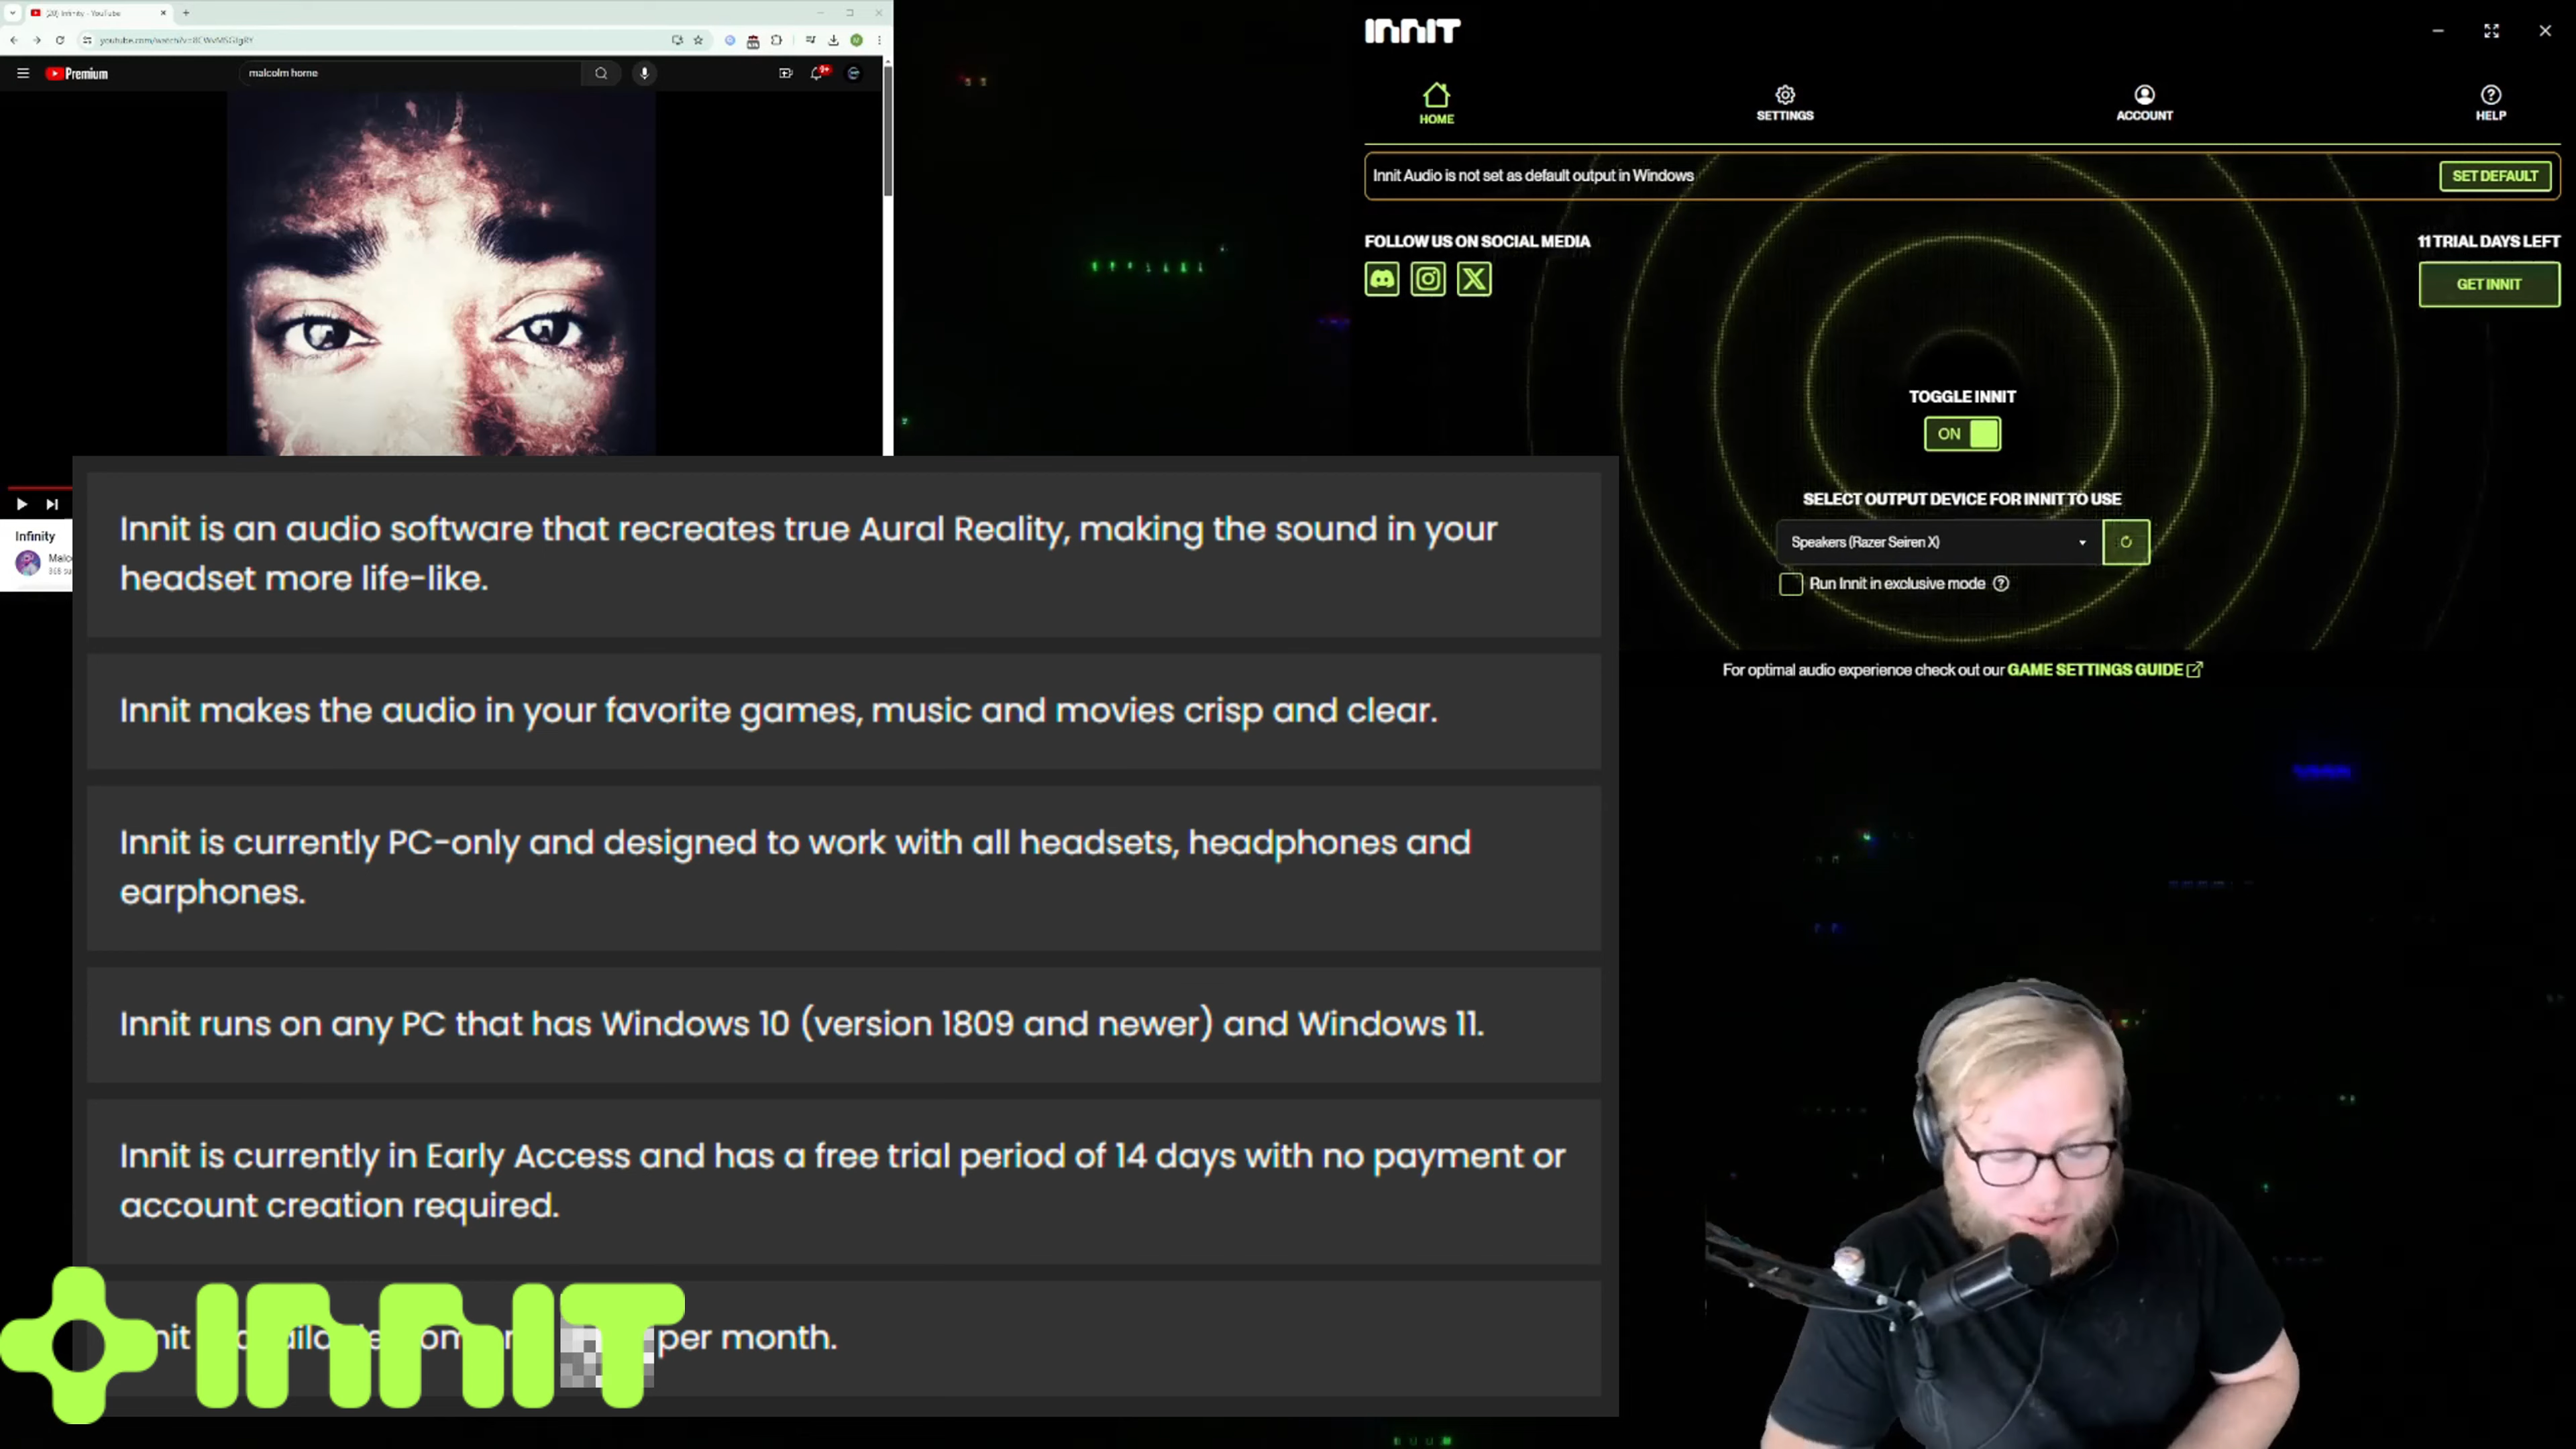 (20) Infinity - YouTube
Premium
malcolm home
9+
Infinity
INNIT
HOME
SETTINGS
ACCOUNT
HELP
Innit Audio is not set as default output in Windows
SET DEFAULT
FOLLOW US ON SOCIAL MEDIA
11 TRIAL DAYS LEFT
GET INNIT
TOGGLE INNIT
ON
SELECT OUTPUT DEVICE FOR INNIT TO USE
Speakers (Razer Seiren X)
Run Innit in exclusive mode
For optimal audio experience check out our GAME SETTINGS GUIDE
Innit is an audio software that recreates true Aural Reality, making the sound in your
headset more life-like.
Innit makes the audio in your favorite games, music and movies crisp and clear.
Innit is currently PC-only and designed to work with all headsets, headphones and
earphones.
Innit runs on any PC that has Windows 10 (version 1809 and newer) and Windows 11.
Innit is currently in Early Access and has a free trial period of 14 days with no payment or
account creation required.
per month.
INNIT